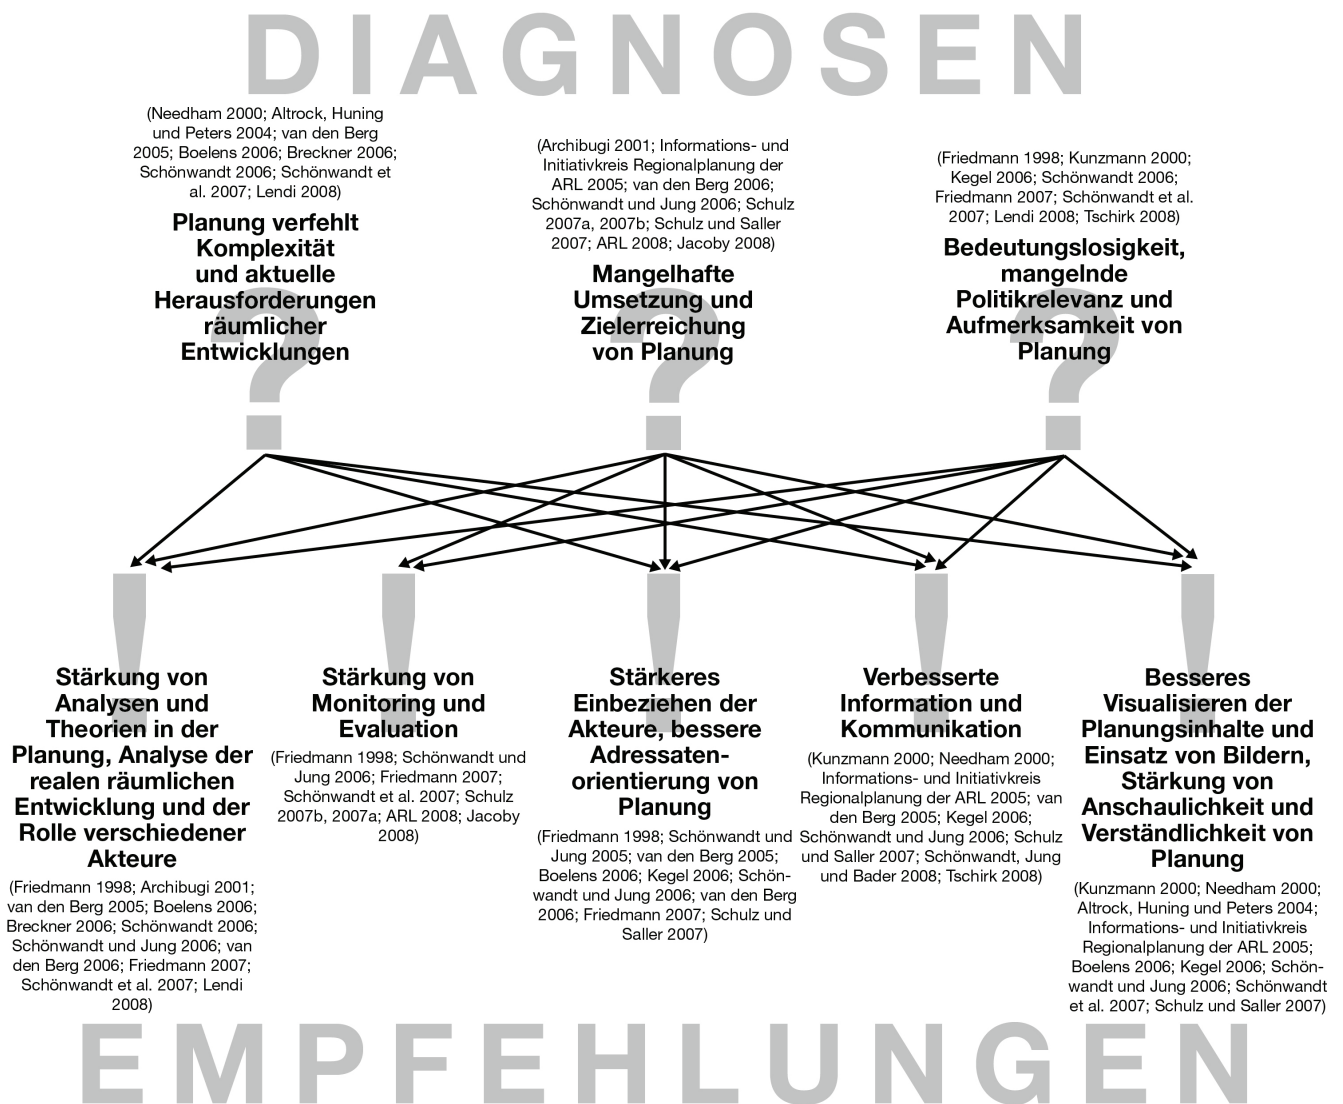 DIAGNOSEN
(Needham 2000; Altrock, Huning
und Peters 2004; van den Berg
2005; Boelens 2006; Breckner 2006;
Schönwandt 2006; Schönwandt et
al. 2007; Lendi 2008)
Planung verfehlt
Komplexität
und aktuelle
Herausforderungen
räumlicher
Entwicklungen
?
(Archibugi 2001; Informations- und
Initiativkreis Regionalplanung der
ARL 2005; van den Berg 2006;
Schönwandt und Jung 2006; Schulz
2007a, 2007b; Schulz und Saller
2007; ARL 2008; Jacoby 2008)
Mangelhafte
Umsetzung und
Zielerreichung
von Planung
?
(Friedmann 1998; Kunzmann 2000;
Kegel 2006; Schönwandt 2006;
Friedmann 2007; Schönwandt et al.
2007; Lendi 2008; Tschirk 2008)
Bedeutungslosigkeit,
mangelnde
Politikrelevanz und
Aufmerksamkeit von
Planung
?
!
Stärkung von
Analysen und
Theorien in der
Planung, Analyse der
realen räumlichen
Entwicklung und der
Rolle verschiedener
Akteure
(Friedmann 1998; Archibugi 2001;
van den Berg 2005; Boelens 2006;
Breckner 2006; Schönwandt 2006;
Schönwandt und Jung 2006; van
den Berg 2006; Friedmann 2007;
Schönwandt et al. 2007; Lendi
2008)
!
Stärkung von
Monitoring und
Evaluation
(Friedmann 1998; Schönwandt und
Jung 2006; Friedmann 2007;
Schönwandt et al. 2007; Schulz
2007b, 2007a; ARL 2008; Jacoby
2008)
!
Stärkeres
Einbeziehen der
Akteure, bessere
Adressaten-
orientierung von
Planung
(Friedmann 1998; Schönwandt und
Jung 2005; van den Berg 2005;
Boelens 2006; Kegel 2006; Schön-
wandt und Jung 2006; van den Berg
2006; Friedmann 2007; Schulz und
Saller 2007)
!
Verbesserte
Information und
Kommunikation
(Kunzmann 2000; Needham 2000;
Informations- und Initiativkreis
Regionalplanung der ARL 2005; van
den Berg 2005; Kegel 2006;
Schönwandt und Jung 2006; Schulz
und Saller 2007; Schönwandt, Jung
und Bader 2008; Tschirk 2008)
!
Besseres
Visualisieren der
Planungsinhalte und
Einsatz von Bildern,
Stärkung von
Anschaulichkeit und
Verständlichkeit von
Planung
(Kunzmann 2000; Needham 2000;
Altrock, Huning und Peters 2004;
Informations- und Initiativkreis
Regionalplanung der ARL 2005;
Boelens 2006; Kegel 2006; Schön-
wandt und Jung 2006; Schönwandt
et al. 2007; Schulz und Saller 2007)
EMPFEHLUNGEN